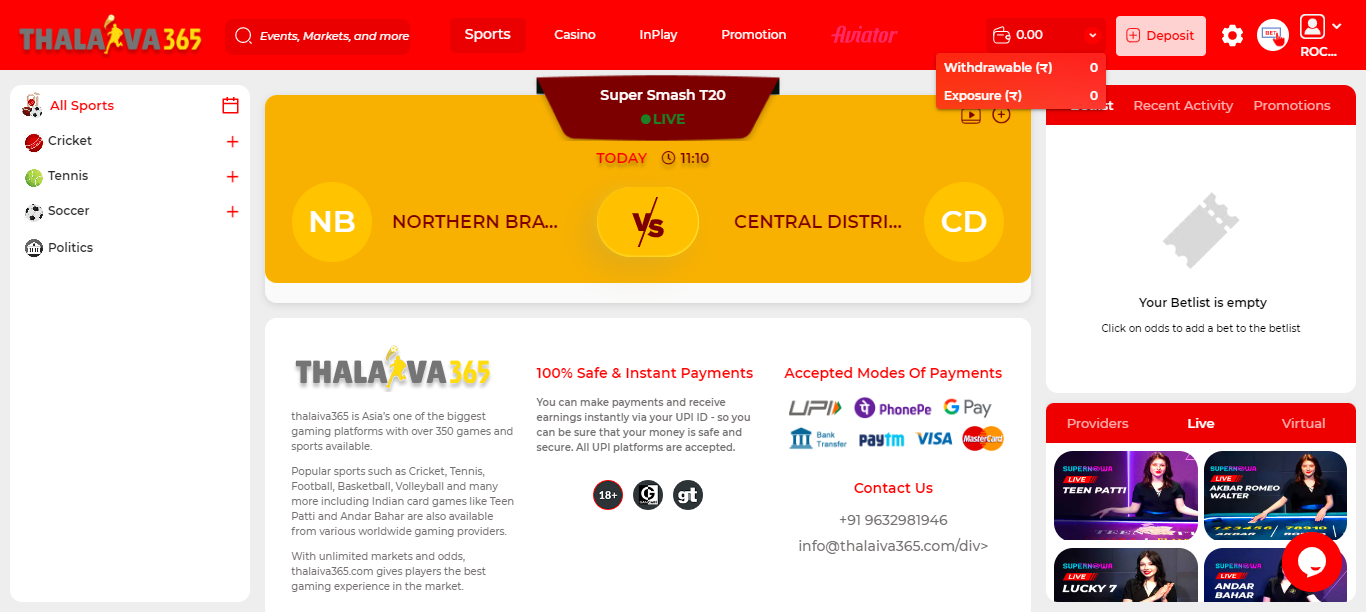 THALAIVA365
Events, Markets, and more
Sports
Casino
InPlay
Promotion
Aviator
0.00
Deposit
BET
ROC...
Withdrawable (₹)
0
Exposure (₹)
0
All Sports
Cricket
Tennis
Soccer
Politics
Super Smash T20
LIVE
TODAY
11:10
NB
NORTHERN BRA...
VS
CENTRAL DISTRI...
CD
Recent Activity
Promotions
Your Betlist is empty
Click on odds to add a bet to the betlist
THALAIVA365
thalaiva365 is Asia's one of the biggest
gaming platforms with over 350 games and
sports available.
Popular sports such as Cricket, Tennis,
Football, Basketball, Volleyball and many
more including Indian card games like Teen
Patti and Andar Bahar are also available
from various worldwide gaming providers.
With unlimited markets and odds,
thalaiva365.com gives players the best
gaming experience in the market.
100% Safe & Instant Payments
You can make payments and receive
earnings instantly via your UPI ID - so you
can be sure that your money is safe and
secure. All UPI platforms are accepted.
18+
gt
Accepted Modes Of Payments
UPI
PhonePe
G Pay
Bank
Transfer
paytm
VISA
MasterCard
Contact Us
+91 9632981946
info@thalaiva365.com/div>
Providers
Live
Virtual
SUPERNOWA
LIVE
TEEN PATTI
SUPERNOWA
LIVE
AKBAR ROMEO
WALTER
SUPERNOWA
LIVE
LUCKY 7
SUPERNOWA
LIVE
ANDAR
BAHAR